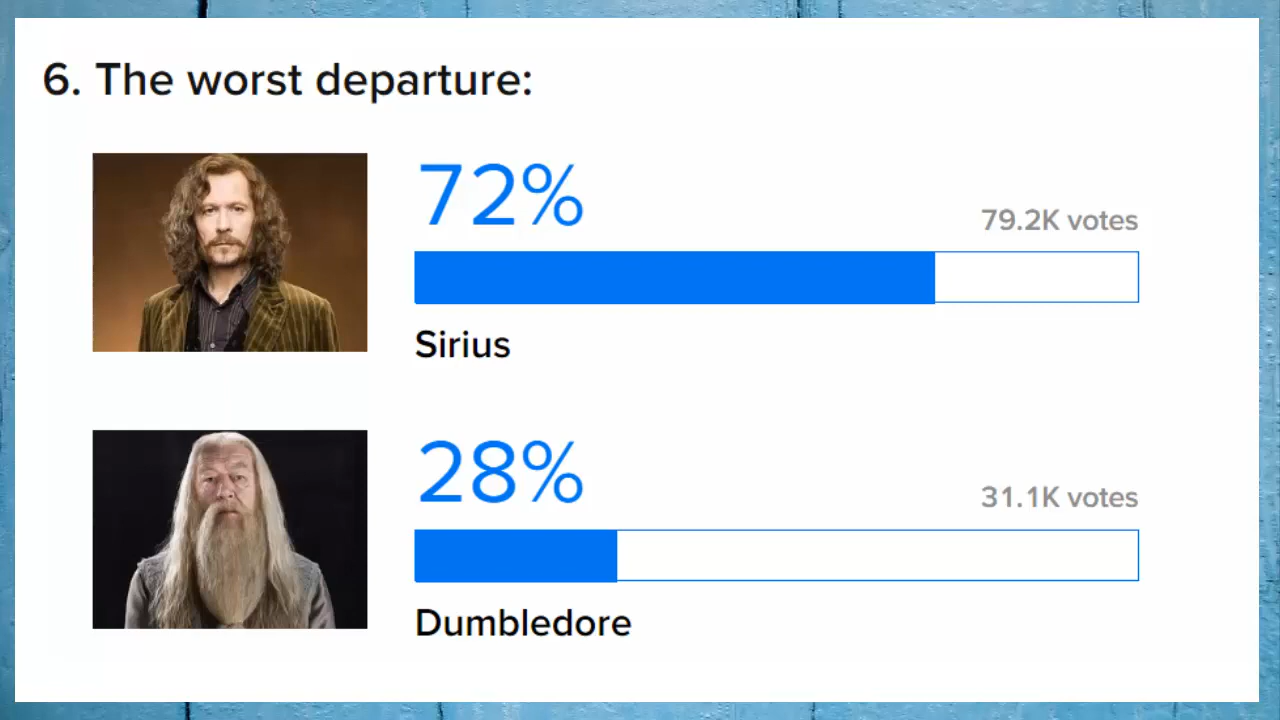 6. The worst departure:
72%
79.2K votes
Sirius
28%
31.1K votes
Dumbledore